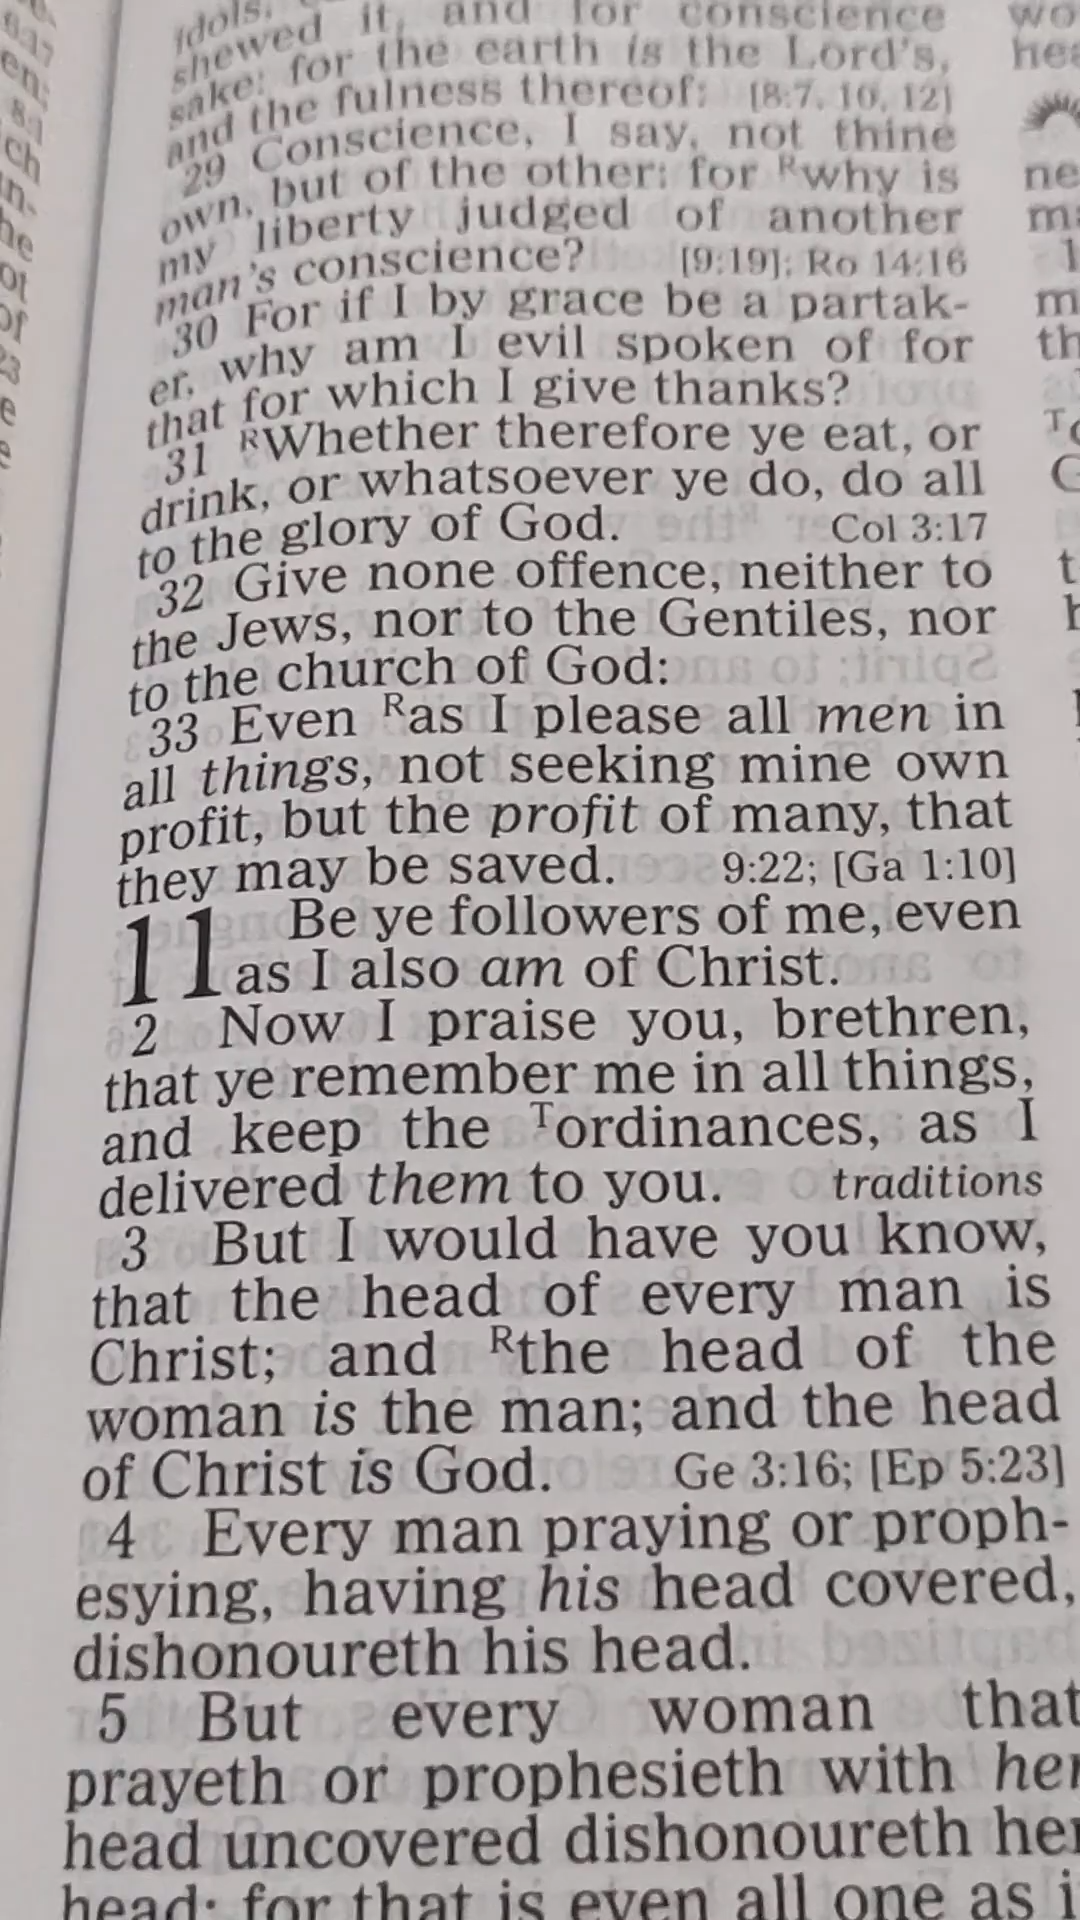 idols,
shewed it, and for conscience
sake: for the earth is the Lord's,
and the fulness thereof: [8:7, 10, 12]
29 Conscience, I say, not thine
own, but of the other: for Rwhy is
my liberty judged of another
man's conscience? [9:19]; Ro 14:16
30 For if I by grace be a partak-
er, why am I evil spoken of for
that for which I give thanks?
31 RWhether therefore ye eat, or
drink, or whatsoever ye do, do all
to the glory of God. Col 3:17
32 Give none offence, neither to
the Jews, nor to the Gentiles, nor
to the church of God:
33 Even Ras I please all men in
all things, not seeking mine own
profit, but the profit of many, that
they may be saved. 9:22; [Ga 1:10]
11 Be ye followers of me, even
as I also am of Christ.
2 Now I praise you, brethren,
that ye remember me in all things,
and keep the Tordinances, as I
delivered them to you. traditions
3 But I would have you know,
that the head of every man is
Christ; and Rthe head of the
woman is the man; and the head
of Christ is God. Ge 3:16; [Ep 5:23]
4 Every man praying or proph-
esying, having his head covered,
dishonoureth his head.
5 But every woman that
prayeth or prophesieth with her
head uncovered dishonoureth her
head: for that is even all one as i